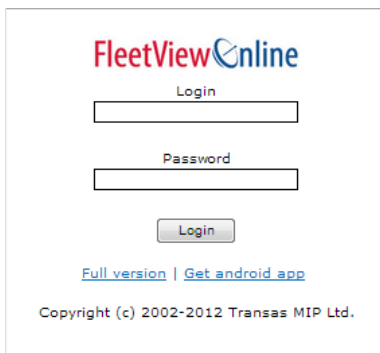 FleetViewOnline
Login
Password
Login
Full version | Get android app
Copyright (c) 2002-2012 Transas MIP Ltd.